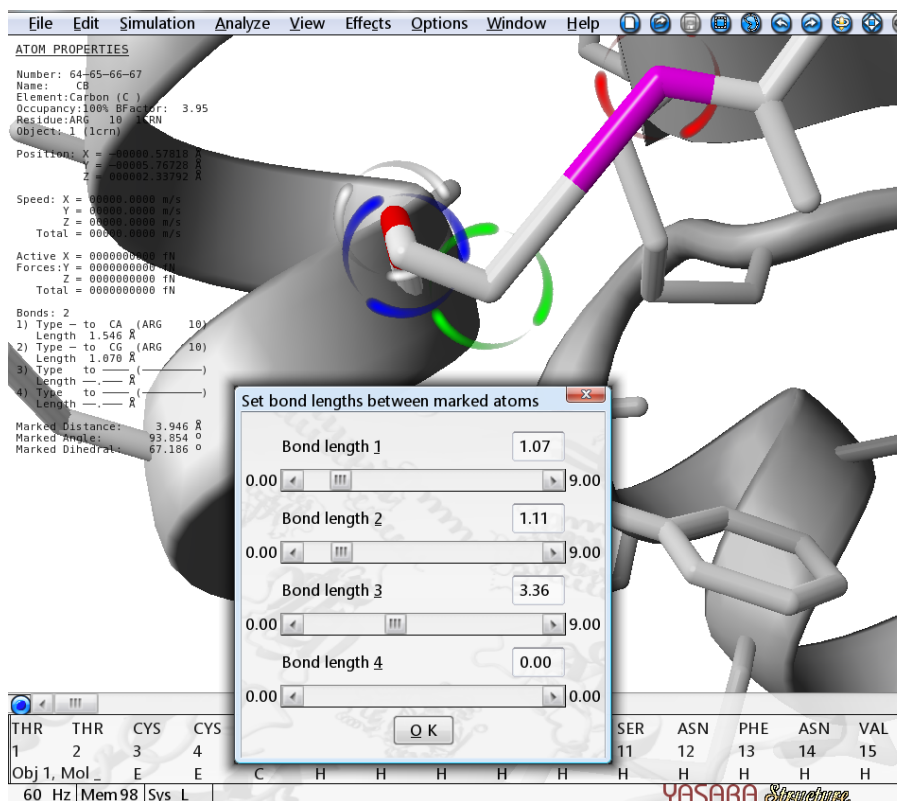 File Edit Simulation Analyze View Effects Options Window Help
ATOM PROPERTIES
Number: 64-65-66-67
Name: CB
Element:Carbon (C )
Occupancy:100% BFactor: 3.95
Residue:ARG 10 1CRN
Object: 1 (1crn)
Position: X = -00000.57818 Å
Y = -00005.76728 Å
Z = 000002.33792 Å
Speed: X = 00000.0000 m/s
Y = 00000.0000 m/s
Z = 00000.0000 m/s
Total = 00000.0000 m/s
Active X = 0000000000 fN
Forces:Y = 0000000000 fN
Z = 0000000000 fN
Total = 0000000000 fN
Bonds: 2
1) Type — to CA (ARG 10)
Length 1.546 Å
2) Type — to CG (ARG 10)
Length 1.070 Å
3) Type to —— (————)
Length ——.—— Å
4) Type to —— (————)
Length ——.—— Å
Marked Distance: 3.946 Å
Marked Angle: 93.854 º
Marked Dihedral: 67.186 º
Set bond lengths between marked atoms
Bond length 1 1.07
0.00 9.00
Bond length 2 1.11
0.00 9.00
Bond length 3 3.36
0.00 9.00
Bond length 4 0.00
0.00 0.00
O K
THR THR CYS CYS SER ASN PHE ASN VAL
1 2 3 4 11 12 13 14 15
Obj 1, Mol _ E E C H H H H H H H H H H
60 Hz Mem98 Sys L YASARA Structure